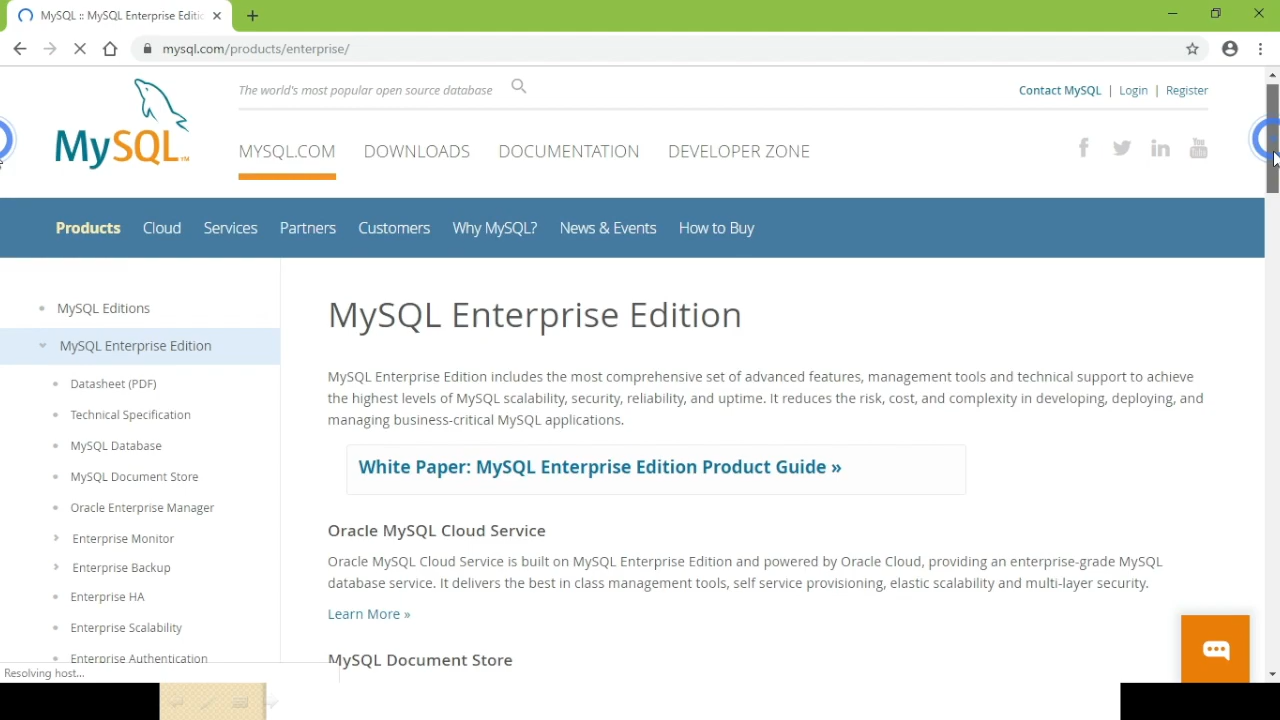 MySQL :: MySQL Enterprise Editic
mysql.com/products/enterprise/
The world's most popular open source database
Contact MySQL | Login | Register
MySQL™
MYSQL.COM DOWNLOADS DOCUMENTATION DEVELOPER ZONE
You Tube
Products Cloud Services Partners Customers Why MySQL? News & Events How to Buy
MySQL Editions
MySQL Enterprise Edition
Datasheet (PDF)
Technical Specification
MySQL Database
MySQL Document Store
Oracle Enterprise Manager
Enterprise Monitor
Enterprise Backup
Enterprise HA
Enterprise Scalability
Enterprise Authentication
MySQL Enterprise Edition
MySQL Enterprise Edition includes the most comprehensive set of advanced features, management tools and technical support to achieve
the highest levels of MySQL scalability, security, reliability, and uptime. It reduces the risk, cost, and complexity in developing, deploying, and
managing business-critical MySQL applications.
White Paper: MySQL Enterprise Edition Product Guide »
Oracle MySQL Cloud Service
Oracle MySQL Cloud Service is built on MySQL Enterprise Edition and powered by Oracle Cloud, providing an enterprise-grade MySQL
database service. It delivers the best in class management tools, self service provisioning, elastic scalability and multi-layer security.
Learn More »
MySQL Document Store
Resolving host...